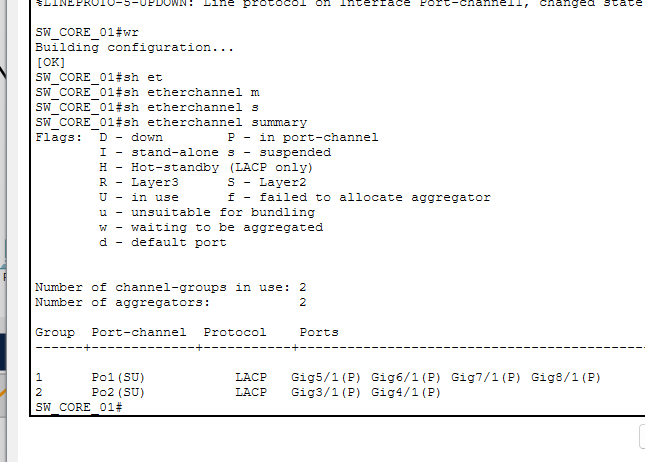 %LINEPROTO-5-UPDOWN: Line protocol on Interface Port-channel1, changed state
SW_CORE_01#wr
Building configuration...
[OK]
SW_CORE_01#sh et
SW_CORE_01#sh etherchannel m
SW_CORE_01#sh etherchannel s
SW_CORE_01#sh etherchannel summary
Flags:  D - down        P - in port-channel
        I - stand-alone s - suspended
        H - Hot-standby (LACP only)
        R - Layer3      S - Layer2
        U - in use      f - failed to allocate aggregator
        u - unsuitable for bundling
        w - waiting to be aggregated
        d - default port
Number of channel-groups in use: 2
Number of aggregators:           2
Group  Port-channel  Protocol    Ports
------+-------------+-----------+----------------------------------------------
1      Po1(SU)           LACP   Gig5/1(P) Gig6/1(P) Gig7/1(P) Gig8/1(P)
2      Po2(SU)           LACP   Gig3/1(P) Gig4/1(P)
SW_CORE_01#